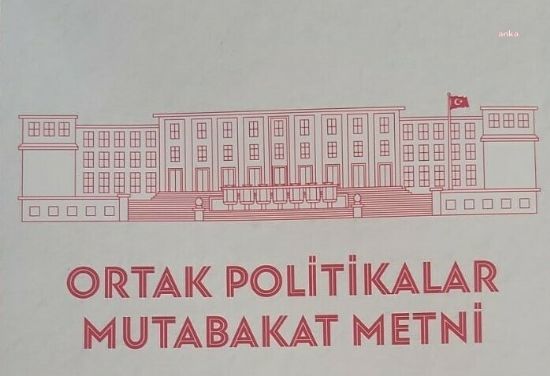 anka
ORTAK POLİTİKALAR
MUTABAKAT METNİ